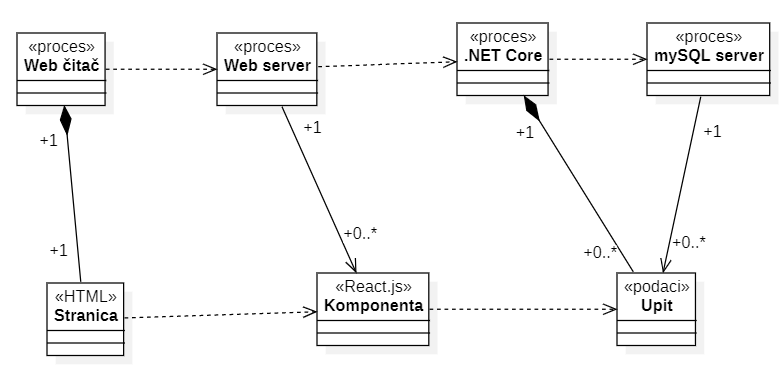 «proces»
Web čitač
«proces»
Web server
«proces»
.NET Core
«proces»
mySQL server
+1
+1
+1
+1
+1
+0..*
+0..*
+0..*
«HTML»
Stranica
«React.js»
Komponenta
«podaci»
Upit